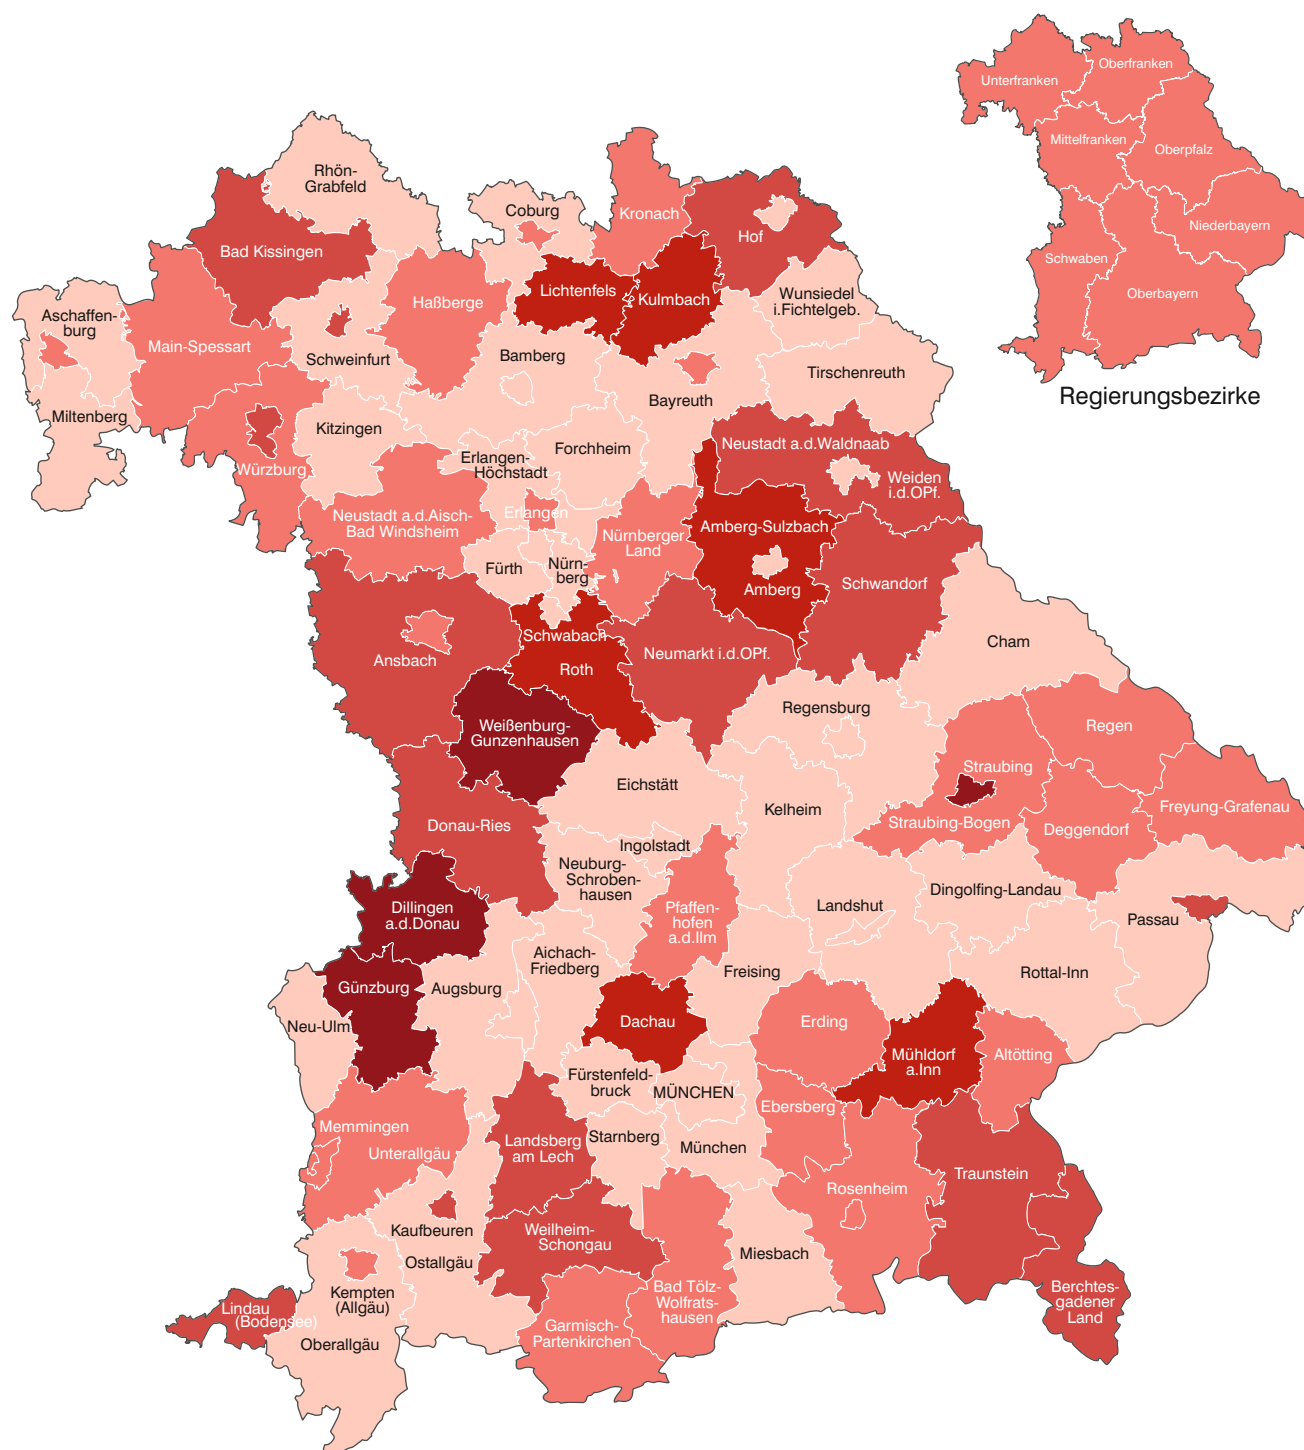 Unterfranken
Oberfranken
Mittelfranken
Oberpfalz
Niederbayern
Schwaben
Oberbayern
Regierungsbezirke
Rhön-
Grabfeld
Coburg
Kronach
Hof
Bad Kissingen
Lichtenfels
Kulmbach
Wunsiedel
i.Fichtelgeb.
Haßberge
Aschaffen-
burg
Main-Spessart
Schweinfurt
Bamberg
Tirschenreuth
Bayreuth
Miltenberg
Kitzingen
Forchheim
Neustadt a.d.Waldnaab
Erlangen-
Höchstadt
Würzburg
Weiden
i.d.OPf.
Neustadt a.d.Aisch-
Bad Windsheim
Erlangen
Nürnberger
Land
Amberg-Sulzbach
Fürth
Nürn-
berg
Amberg
Schwandorf
Schwabach
Ansbach
Roth
Neumarkt i.d.OPf.
Cham
Regensburg
Weißenburg-
Gunzenhausen
Regen
Eichstätt
Straubing
Kelheim
Freyung-Grafenau
Donau-Ries
Straubing-Bogen
Deggendorf
Ingolstadt
Neuburg-
Schroben-
hausen
Dillingen
a.d.Donau
Pfaffen-
hofen
a.d.Ilm
Landshut
Dingolfing-Landau
Passau
Aichach-
Friedberg
Freising
Rottal-Inn
Günzburg
Augsburg
Neu-Ulm
Dachau
Erding
Mühldorf
a.Inn
Altötting
Fürstenfeld-
bruck
MÜNCHEN
Ebersberg
Memmingen
Unterallgäu
Landsberg
am Lech
Starnberg
München
Traunstein
Rosenheim
Kaufbeuren
Ostallgäu
Weilheim-
Schongau
Miesbach
Kempten
(Allgäu)
Bad Tölz-
Wolfrats-
hausen
Berchtes-
gadener
Land
Lindau
(Bodensee)
Oberallgäu
Garmisch-
Partenkirchen